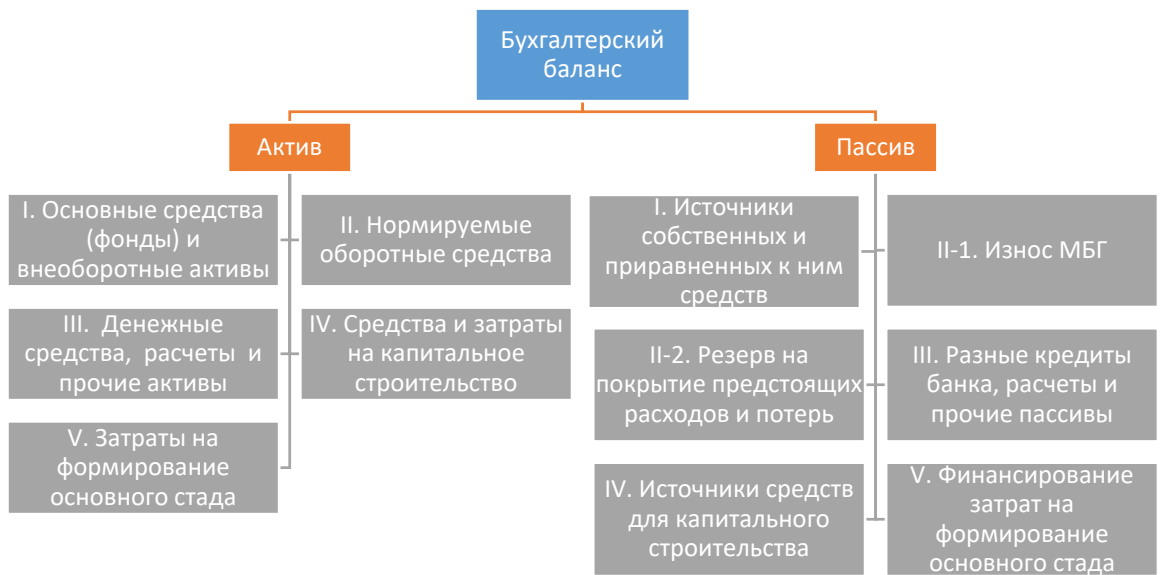 Бухгалтерский
баланс
Актив
Пассив
I. Основные средства
(фонды) и
внеоборотные активы
II. Нормируемые
оборотные средства
III. Денежные
средства, расчеты и
прочие активы
IV. Средства и затраты
на капитальное
строительство
V. Затраты на
формирование
основного стада
I. Источники
собственных и
приравненных к ним
средств
II-1. Износ МБГ
II-2. Резерв на
покрытие предстоящих
расходов и потерь
III. Разные кредиты
банка, расчеты и
прочие пассивы
IV. Источники средств
для капитального
строительства
V. Финансирование
затрат на
формирование
основного стада